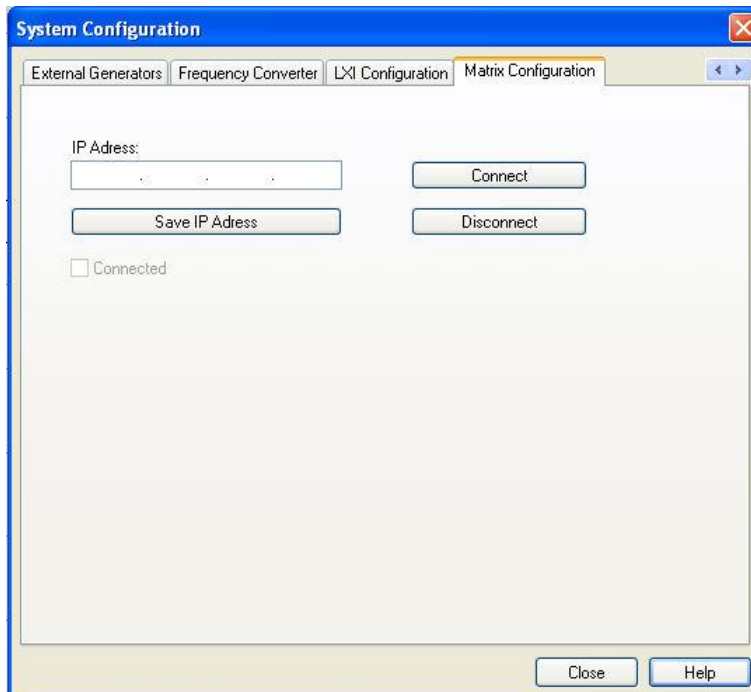 System Configuration
External Generators Frequency Converter LXI Configuration Matrix Configuration
IP Adress:
. . .
Connect
Save IP Adress
Disconnect
Connected
Close
Help